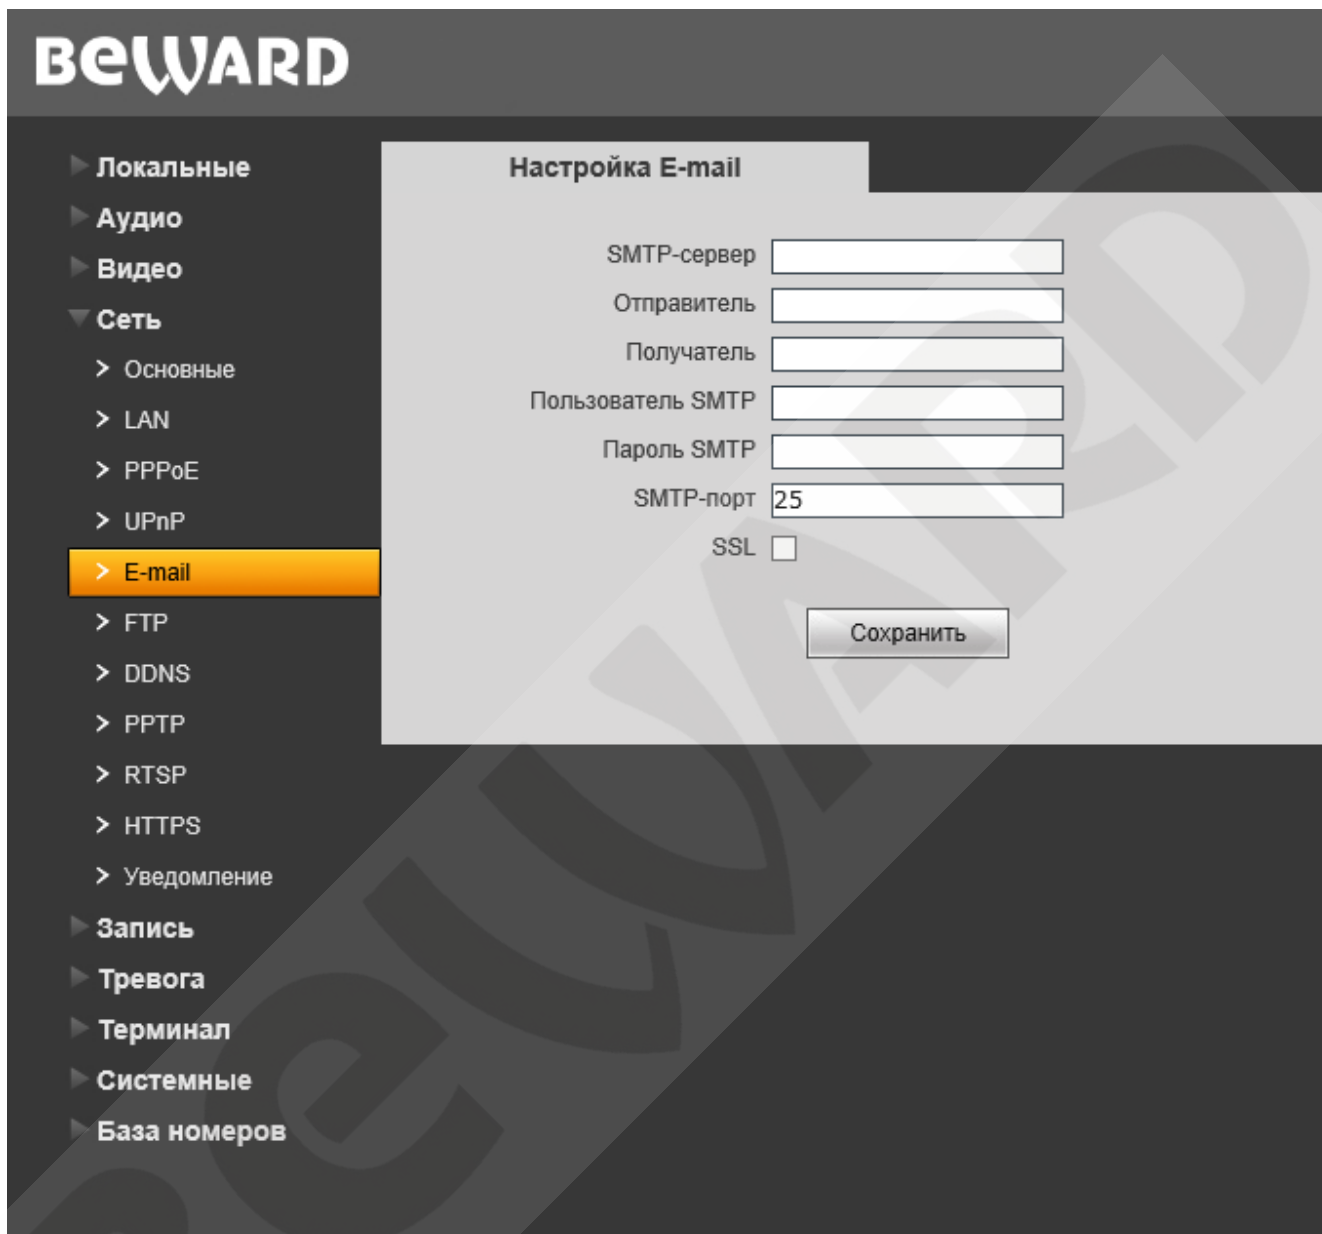 BEWARD
Локальные
Аудио
Видео
Сеть
Основные
LAN
PPPoE
UPnP
E-mail
FTP
DDNS
PPTP
RTSP
HTTPS
Уведомление
Запись
Тревога
Терминал
Системные
База номеров
Настройка E-mail
SMTP-сервер
Отправитель
Получатель
Пользователь SMTP
Пароль SMTP
SMTP-порт 25
SSL
Сохранить
BEWARD